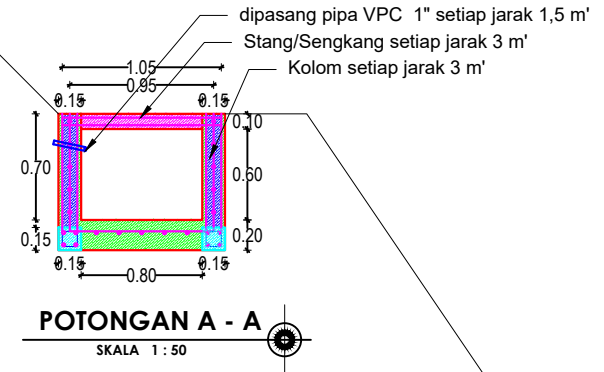 dipasang pipa VPC 1" setiap jarak 1,5 m'
Stang/Sengkang setiap jarak 3 m'
Kolom setiap jarak 3 m'
1.05
0.95
0.15
0.15
0.10
0.70
0.60
0.15
0.20
0.15
0.15
0.80
POTONGAN A - A
SKALA 1 : 50